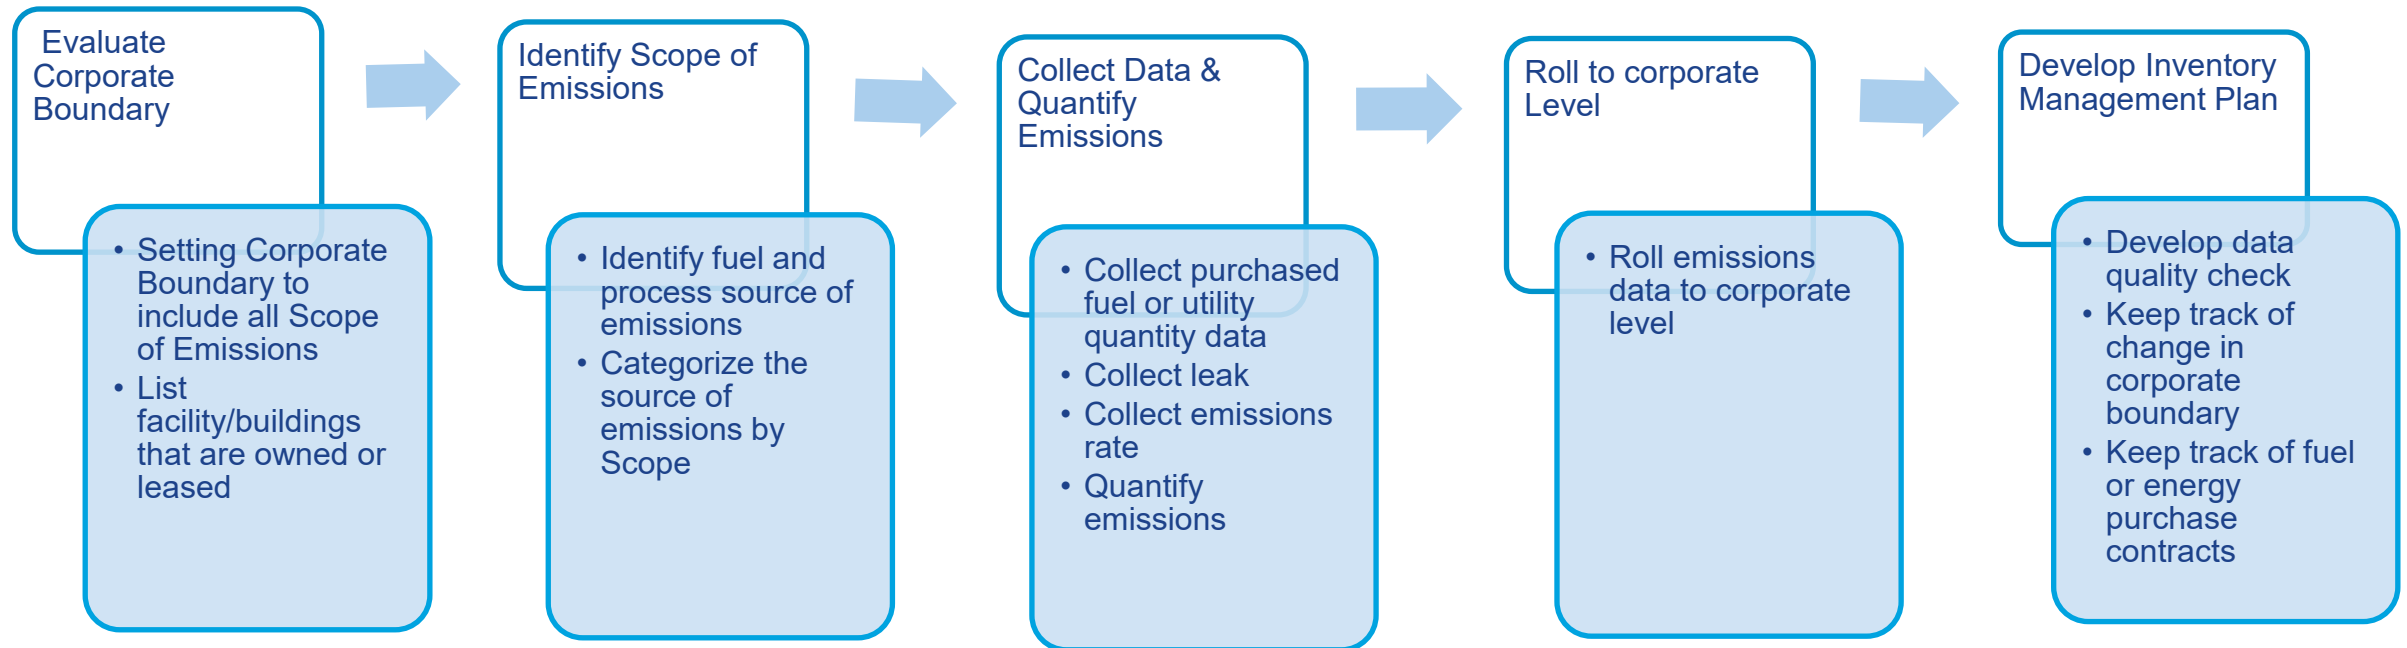 Evaluate
Corporate
Boundary
• Setting Corporate
Boundary to
include all Scope
of Emissions
• List
facility/buildings
that are owned or
leased
Identify Scope of
Emissions
• Identify fuel and
process source of
emissions
• Categorize the
source of
emissions by
Scope
Collect Data &
Quantify
Emissions
• Collect purchased
fuel or utility
quantity data
• Collect leak
• Collect emissions
rate
• Quantify
emissions
Roll to corporate
Level
• Roll emissions
data to corporate
level
Develop Inventory
Management Plan
• Develop data
quality check
• Keep track of
change in
corporate
boundary
• Keep track of fuel
or energy
purchase
contracts